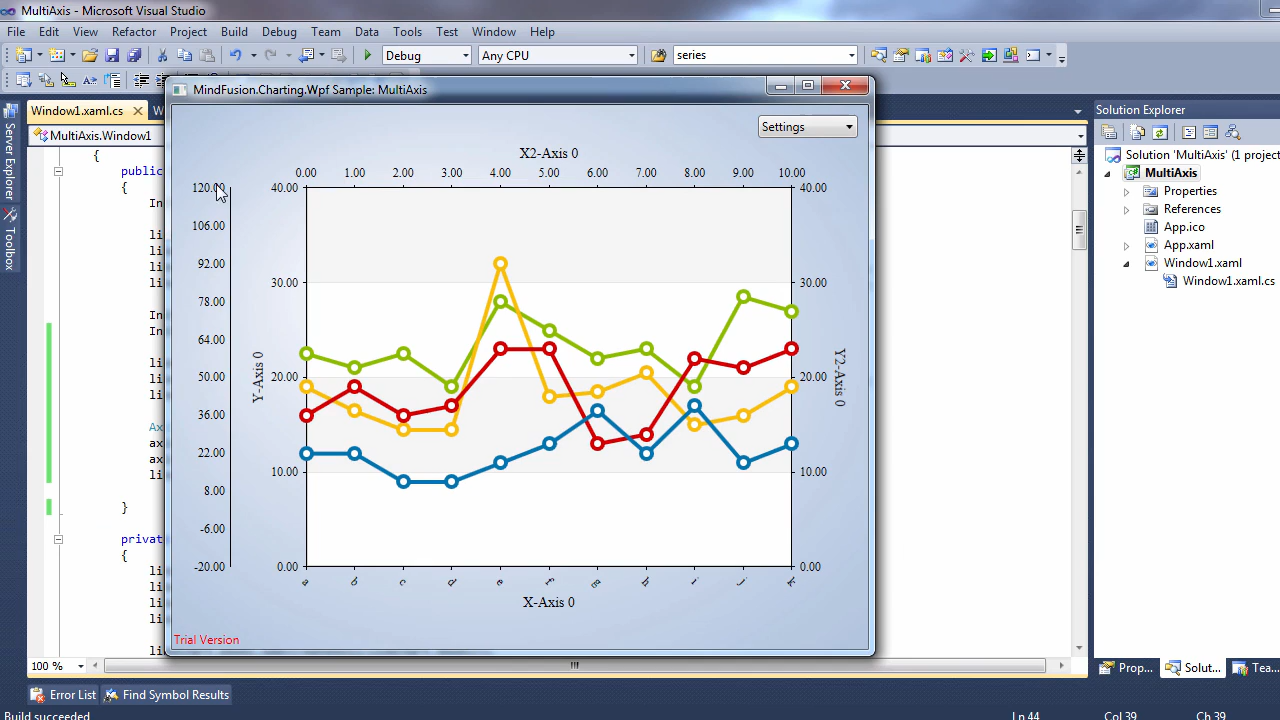 MultiAxis - Microsoft Visual Studio
File Edit View Refactor Project Build Debug Team Data Tools Test Window Help
Debug Any CPU series
Window1.xaml.cs
MultiAxis.Window1
Server Explorer
Toolbox
{
public
{
}
{
100 %
Error List Find Symbol Results
Build succeeded Ln 44 Col 39 Ch 39
MindFusion.Charting.Wpf Sample: MultiAxis
Settings
X2-Axis 0
0.00 1.00 2.00 3.00 4.00 5.00 6.00 7.00 8.00 9.00 10.00
120.00
106.00
92.00
78.00
64.00
50.00
36.00
22.00
8.00
-6.00
-20.00
Y-Axis 0
40.00
30.00
20.00
10.00
0.00
40.00
30.00
20.00
10.00
0.00
Y2-Axis 0
a b c d e f g h i j k
X-Axis 0
Trial Version
Solution Explorer
Solution 'MultiAxis' (1 project
MultiAxis
Properties
References
App.ico
App.xaml
Window1.xaml
Window1.xaml.cs
Prop... Solut... Tea...